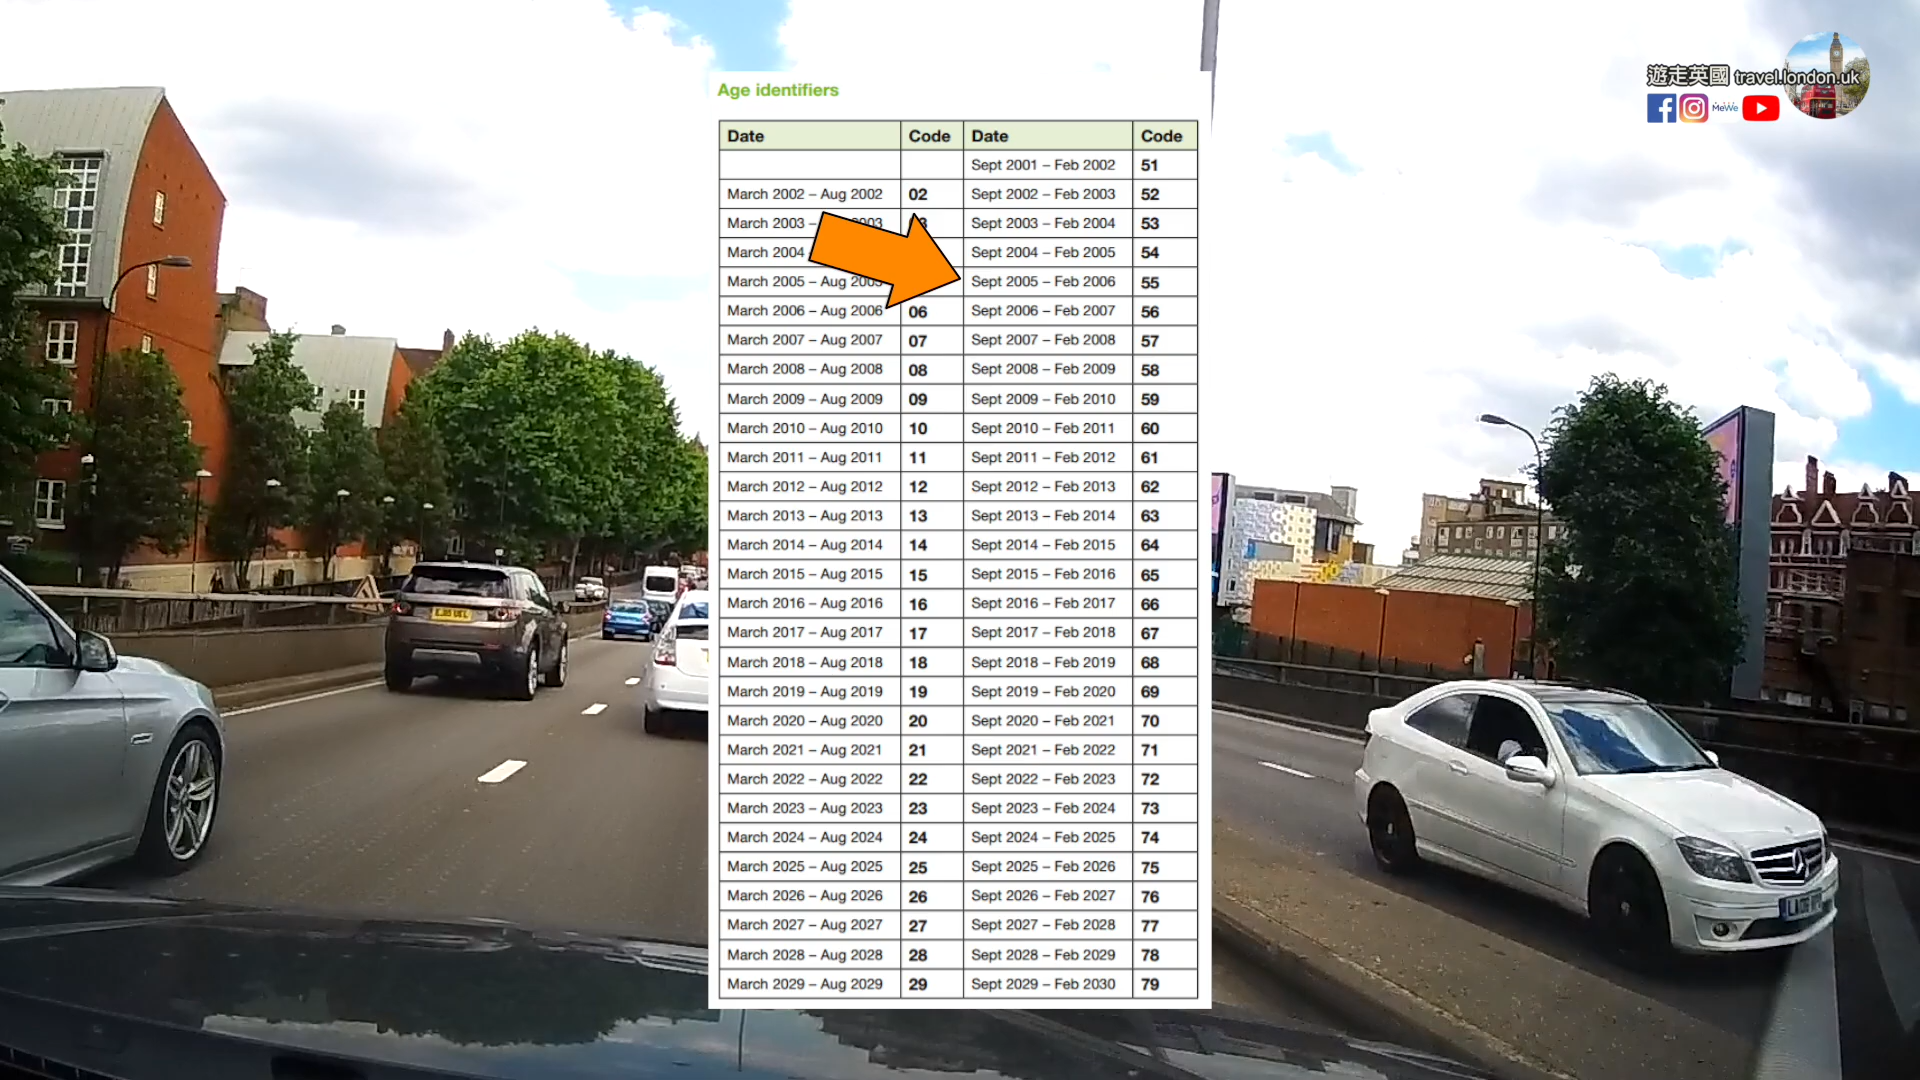 遊走英國 travel.london.uk
MeWe
Age identifiers
Date Code Date Code
Sept 2001 – Feb 2002 51
March 2002 – Aug 2002 02 Sept 2002 – Feb 2003 52
March 2003 – 2003 Sept 2003 – Feb 2004 53
March 2004 Sept 2004 – Feb 2005 54
March 2005 – Aug 2005 Sept 2005 – Feb 2006 55
March 2006 – Aug 2006 06 Sept 2006 – Feb 2007 56
March 2007 – Aug 2007 07 Sept 2007 – Feb 2008 57
March 2008 – Aug 2008 08 Sept 2008 – Feb 2009 58
March 2009 – Aug 2009 09 Sept 2009 – Feb 2010 59
March 2010 – Aug 2010 10 Sept 2010 – Feb 2011 60
March 2011 – Aug 2011 11 Sept 2011 – Feb 2012 61
March 2012 – Aug 2012 12 Sept 2012 – Feb 2013 62
March 2013 – Aug 2013 13 Sept 2013 – Feb 2014 63
March 2014 – Aug 2014 14 Sept 2014 – Feb 2015 64
March 2015 – Aug 2015 15 Sept 2015 – Feb 2016 65
March 2016 – Aug 2016 16 Sept 2016 – Feb 2017 66
March 2017 – Aug 2017 17 Sept 2017 – Feb 2018 67
March 2018 – Aug 2018 18 Sept 2018 – Feb 2019 68
March 2019 – Aug 2019 19 Sept 2019 – Feb 2020 69
March 2020 – Aug 2020 20 Sept 2020 – Feb 2021 70
March 2021 – Aug 2021 21 Sept 2021 – Feb 2022 71
March 2022 – Aug 2022 22 Sept 2022 – Feb 2023 72
March 2023 – Aug 2023 23 Sept 2023 – Feb 2024 73
March 2024 – Aug 2024 24 Sept 2024 – Feb 2025 74
March 2025 – Aug 2025 25 Sept 2025 – Feb 2026 75
March 2026 – Aug 2026 26 Sept 2026 – Feb 2027 76
March 2027 – Aug 2027 27 Sept 2027 – Feb 2028 77
March 2028 – Aug 2028 28 Sept 2028 – Feb 2029 78
March 2029 – Aug 2029 29 Sept 2029 – Feb 2030 79